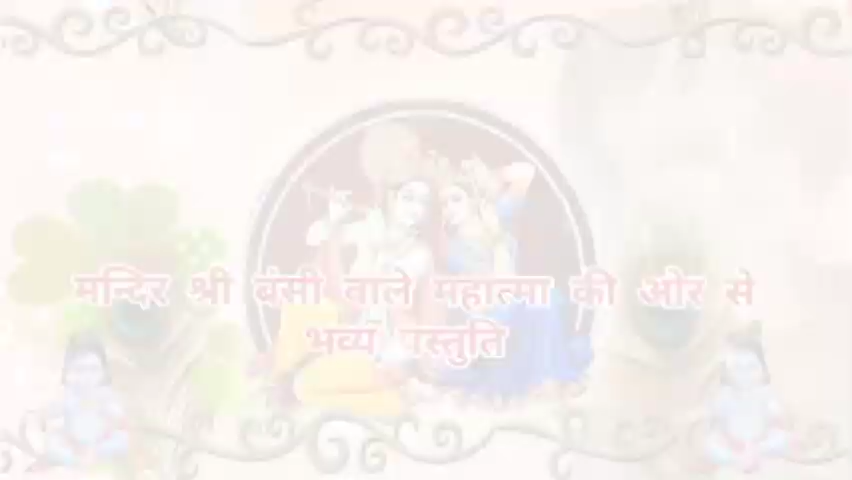 मन्दिर श्री बंसी वाले महात्मा की ओर से
भव्य प्रस्तुति